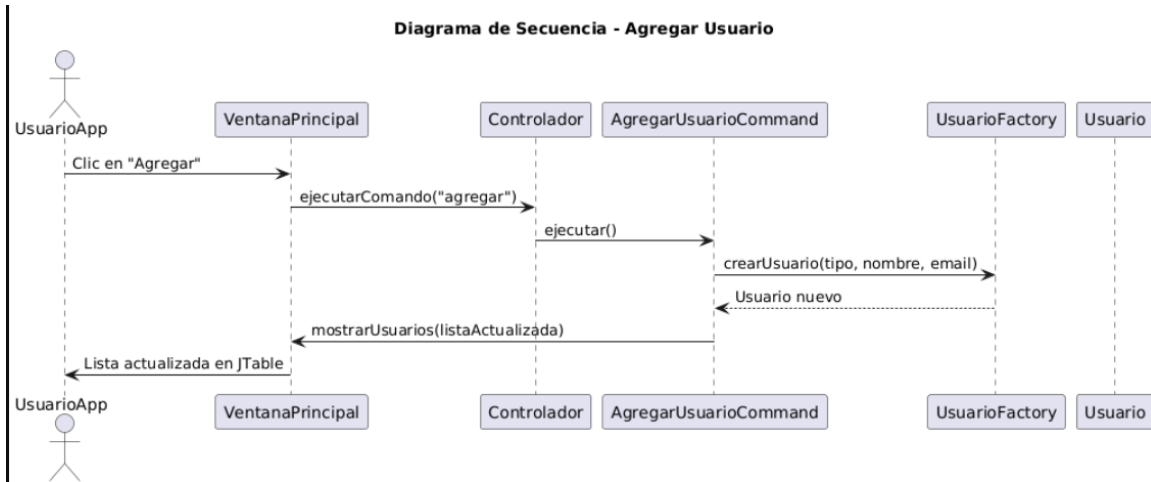 Diagrama de Secuencia - Agregar Usuario
UsuarioApp
VentanaPrincipal
Controlador
AgregarUsuarioCommand
UsuarioFactory
Usuario
Clic en "Agregar"
ejecutarComando("agregar")
ejecutar()
crearUsuario(tipo, nombre, email)
Usuario nuevo
mostrarUsuarios(listaActualizada)
Lista actualizada en JTable
UsuarioApp
VentanaPrincipal
Controlador
AgregarUsuarioCommand
UsuarioFactory
Usuario